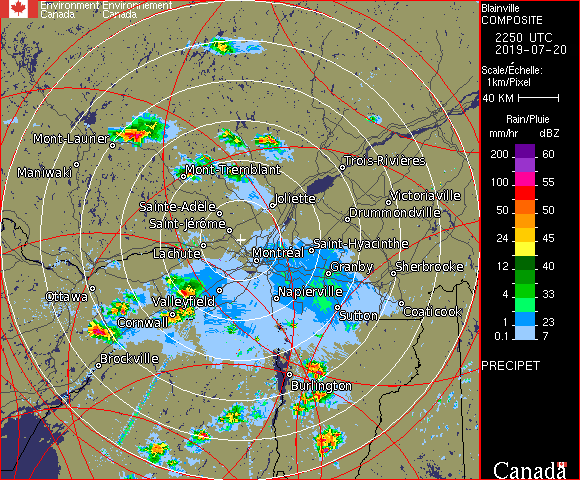 Environment Environnement
Canada Canada
Blainville
COMPOSITE
2250 UTC
2019-07-20
Scale/Échelle:
1km/Pixel
40 KM
Rain/Pluie
mm/hr dBZ
200 60
100 55
50 50
24 45
12 40
4 33
1 23
0.1 7
PRECIPET
Canada
Mont-Laurier
Maniwaki
Mont-Tremblant
Trois-Rivières
Joliette
Victoriaville
Sainte-Adele
Drummondville
Saint-Jérôme
Saint-Hyacinthe
Lachute
Montréal
Granby
Sherbrooke
Ottawa
Valleyfield
Napierville
Coaticook
Cornwall
Sutton
Brockville
Burlington